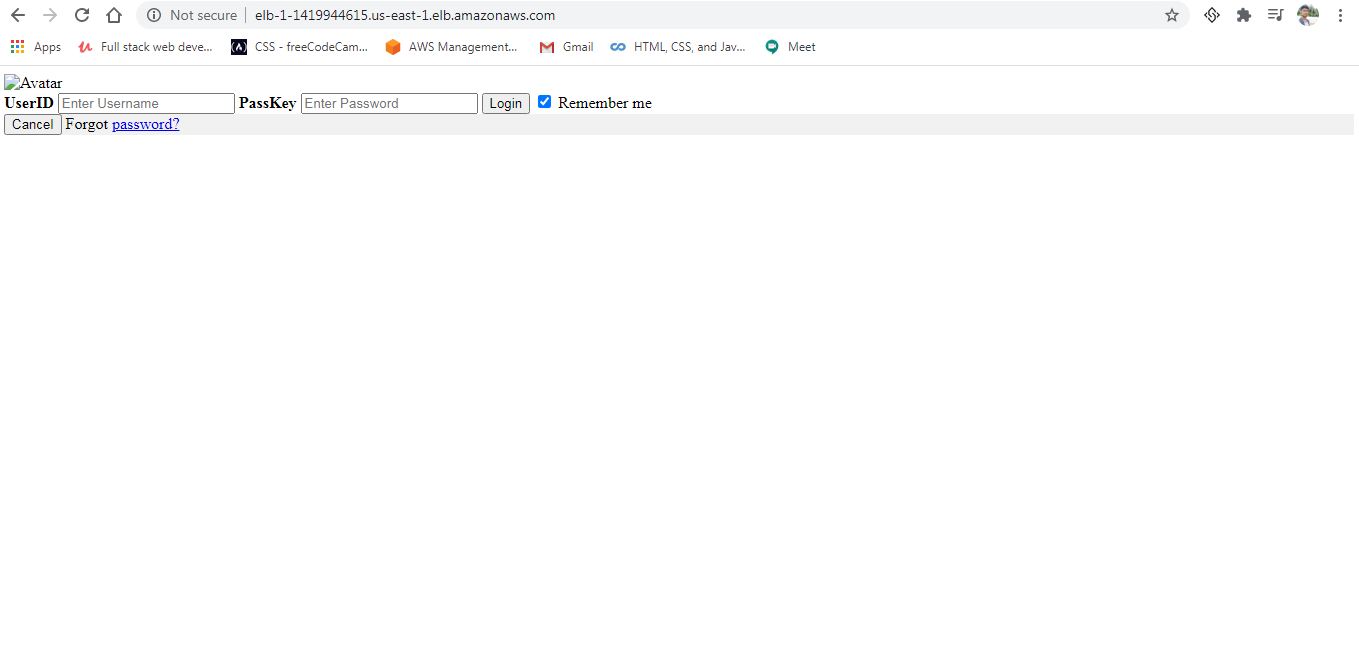 Not secure elb-1-1419944615.us-east-1.elb.amazonaws.com
Apps Full stack web deve... (A) CSS - freeCodeCam... AWS Management... Gmail HTML, CSS, and Jav... Meet
Avatar
UserID Enter Username PassKey Enter Password Login Remember me
Cancel Forgot password?